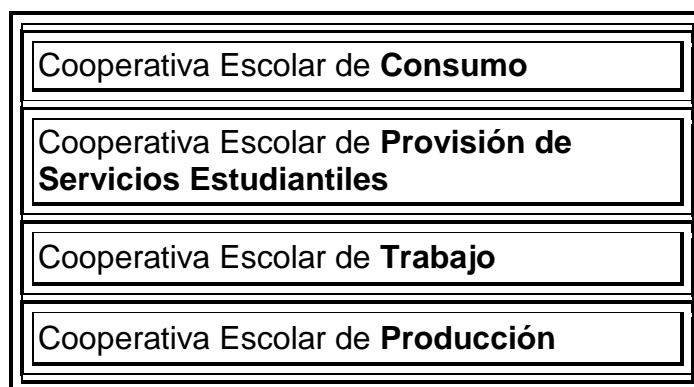 Cooperativa Escolar de Consumo
Cooperativa Escolar de Provisión de
Servicios Estudiantiles
Cooperativa Escolar de Trabajo
Cooperativa Escolar de Producción